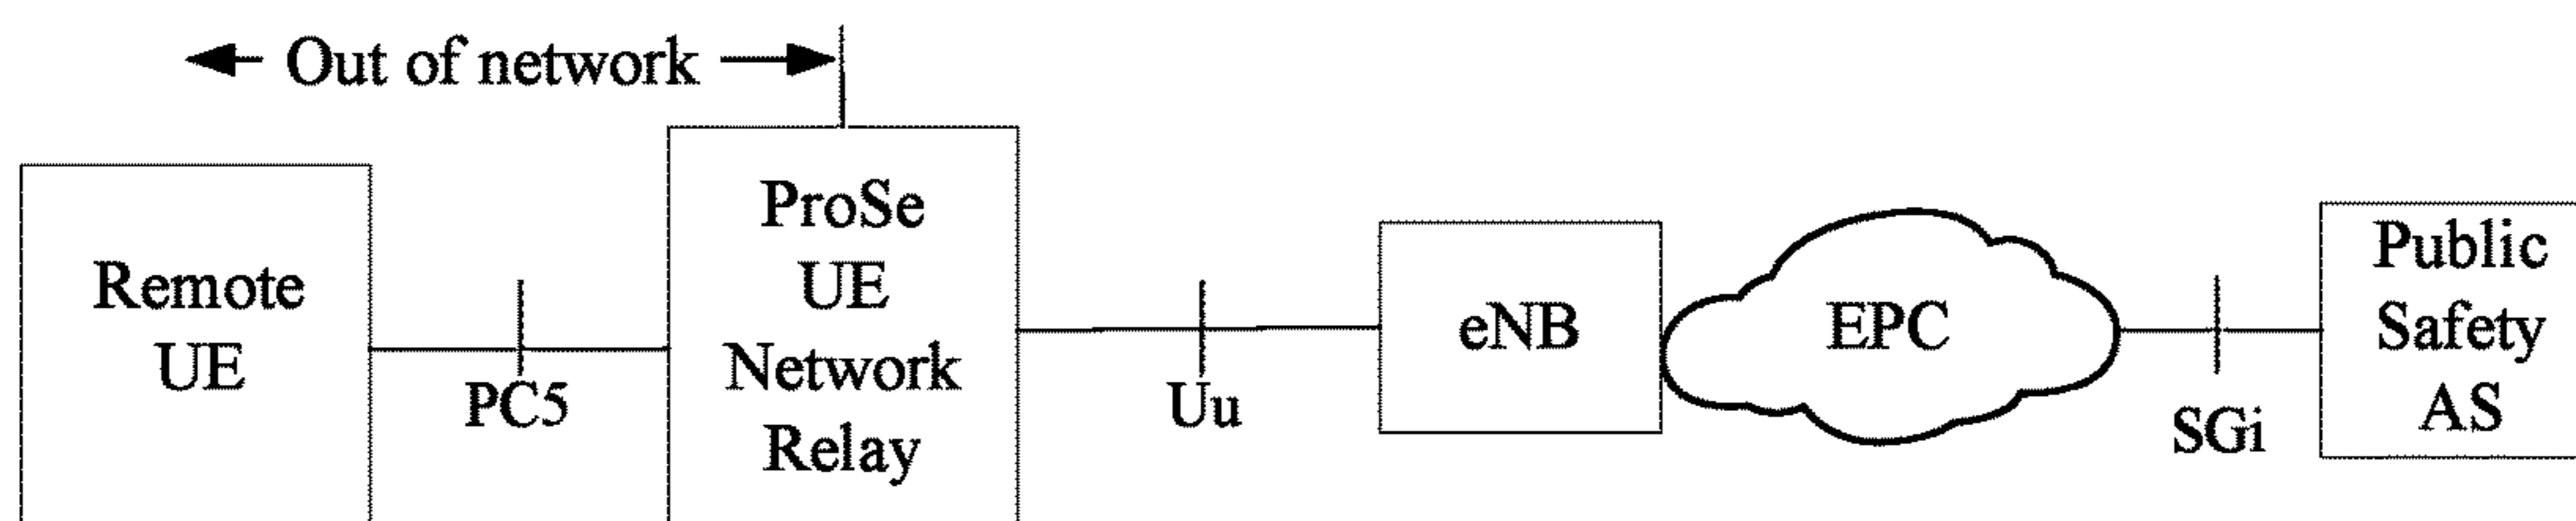 Out of network
Remote
UE
PC5
ProSe
UE
Network
Relay
Uu
eNB
EPC
SGi
Public
Safety
AS